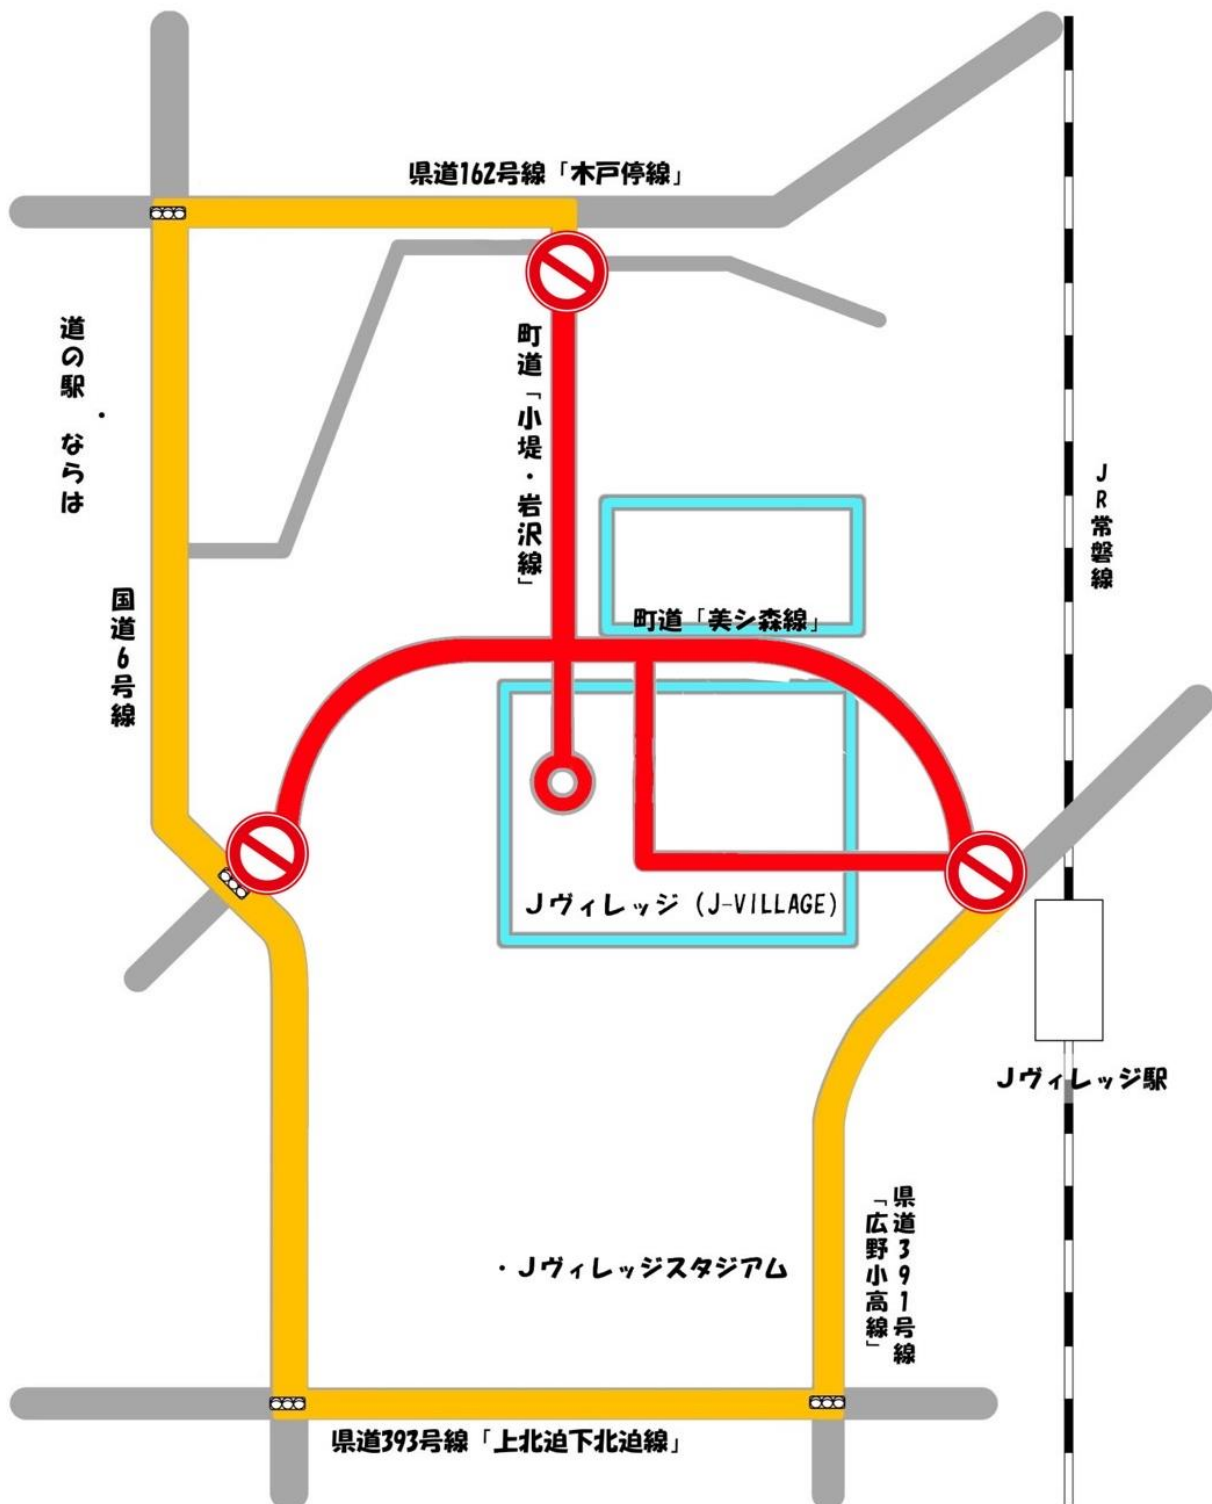 県道162号線「木戸停線」
道の駅 ならは
町道「小堤・岩沢線」
JR常磐線
国道6号線
町道「美シ森線」
Jヴィレッジ (J-VILLAGE)
Jヴィレッジ駅
県道391号線
「広野小高線」
・Jヴィレッジスタジアム
県道393号線「上北迫下北迫線」